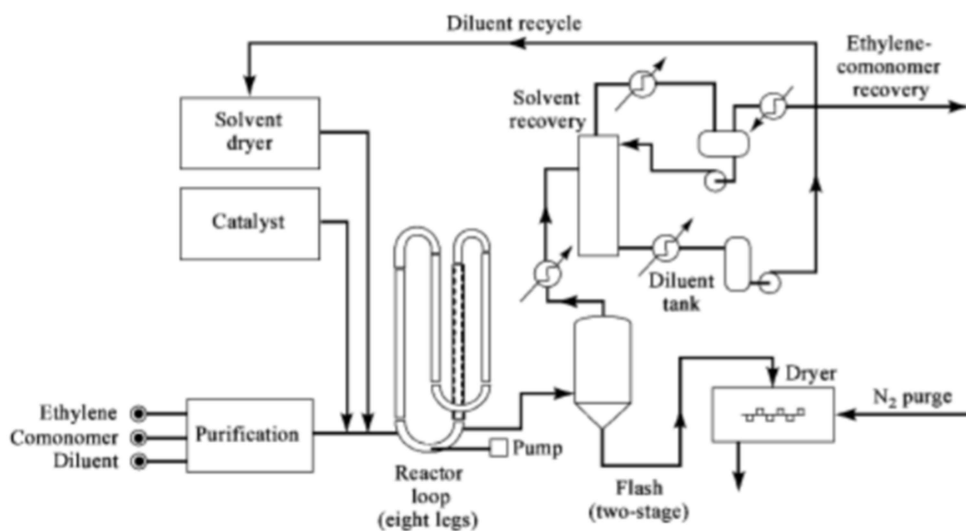 Diluent recycle
Ethylene-
comonomer
recovery
Solvent
dryer
Solvent
recovery
Catalyst
Diluent
tank
Dryer
N₂ purge
Ethylene
Comonomer
Diluent
Purification
Pump
Reactor
loop
(eight legs)
Flash
(two-stage)